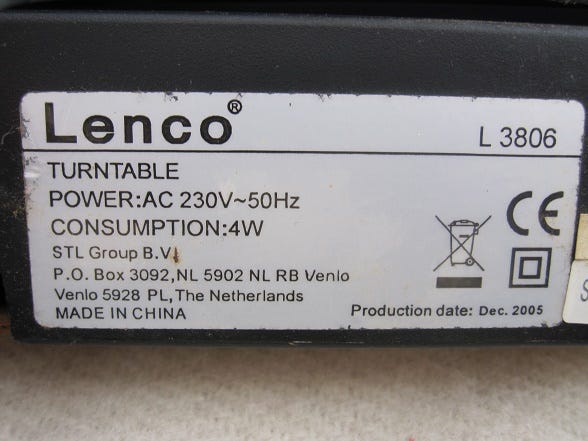 Lenco®
L 3806
TURNTABLE
POWER:AC 230V~50Hz
CONSUMPTION:4W
STL Group B.V.
P.O. Box 3092,NL 5902 NL RB Venlo
Venlo 5928 PL,The Netherlands
MADE IN CHINA
CE
Production date: Dec. 2005
S